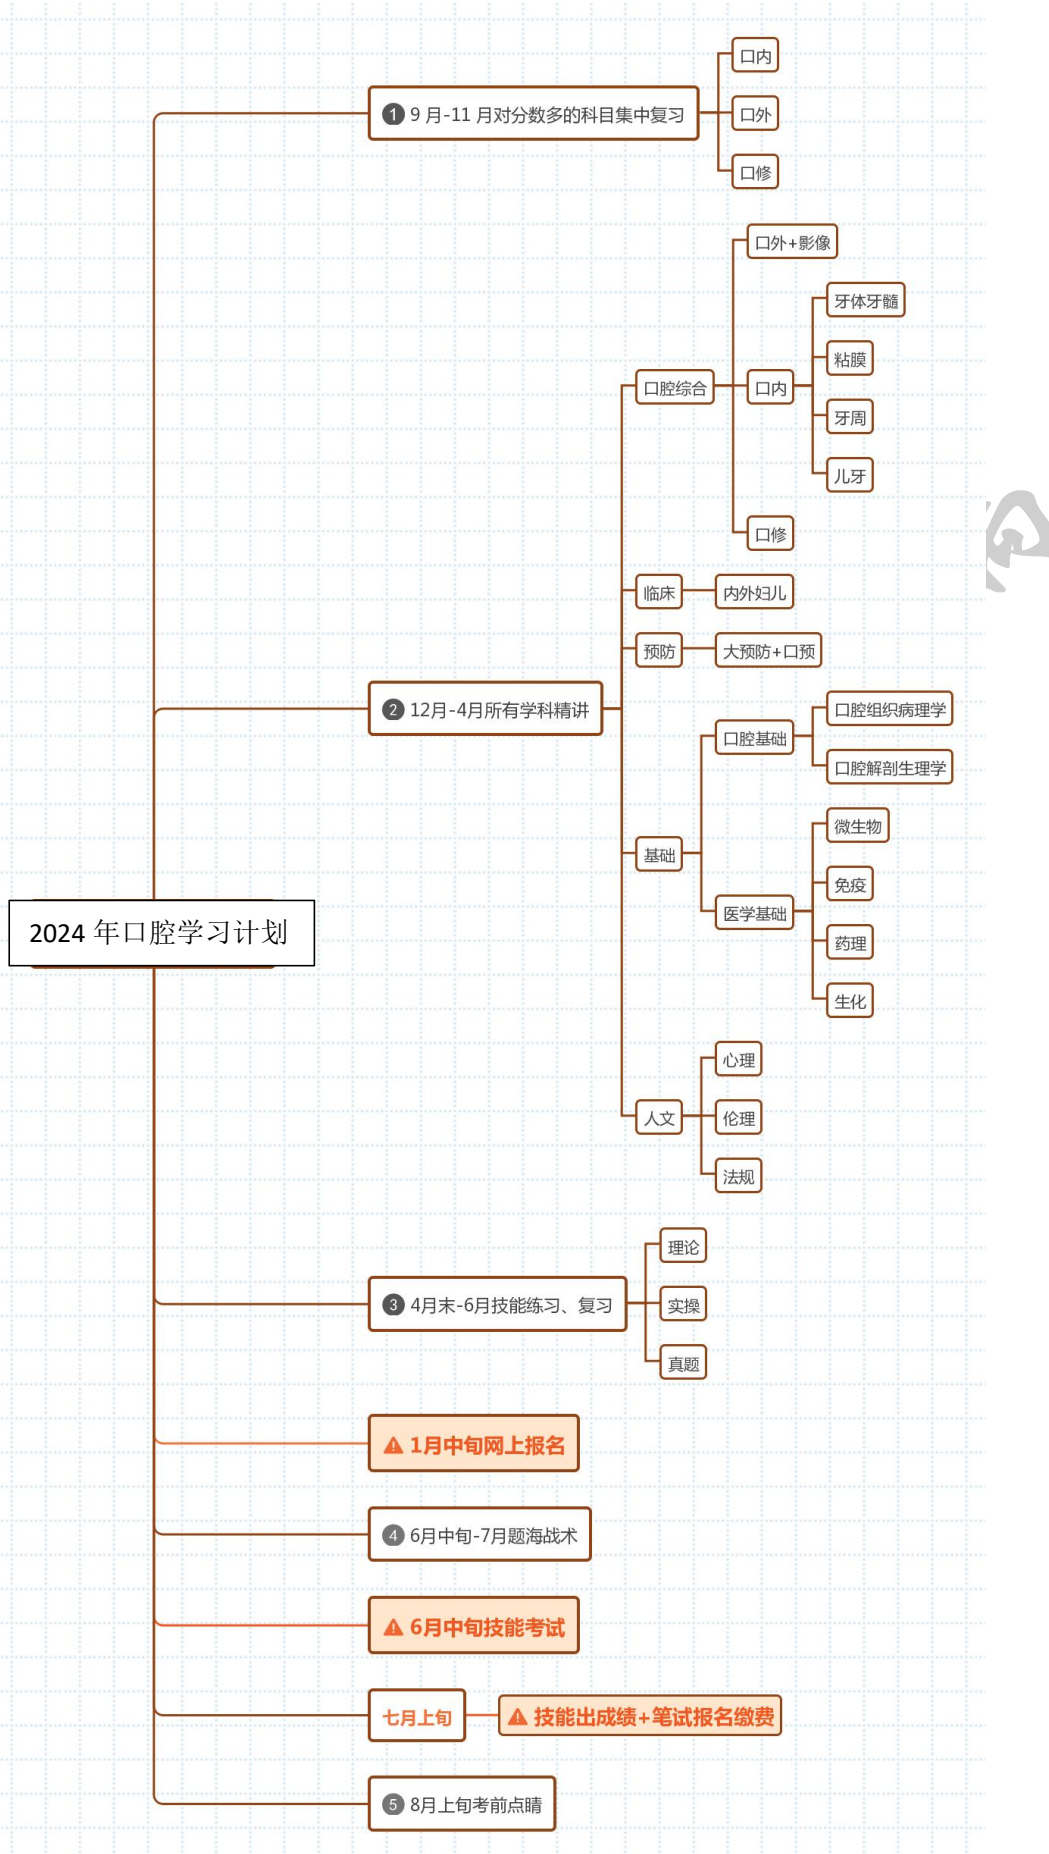 2024 年口腔学习计划
1 9 月-11 月对分数多的科目集中复习
口内
口外
口修
2 12月-4月所有学科精讲
口腔综合
口外+影像
口内
牙体牙髓
粘膜
牙周
儿牙
口修
临床
内外妇儿
预防
大预防+口预
基础
口腔基础
口腔组织病理学
口腔解剖生理学
医学基础
微生物
免疫
药理
生化
人文
心理
伦理
法规
3 4月末-6月技能练习、复习
理论
实操
真题
1月中旬网上报名
4 6月中旬-7月题海战术
6月中旬技能考试
七月上旬
技能出成绩+笔试报名缴费
5 8月上旬考前点睛